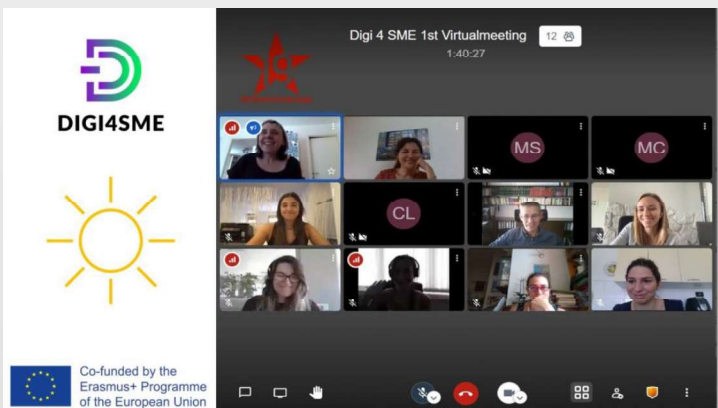 DIGI4SME
Co-funded by the
Erasmus+ Programme
of the European Union
Digi 4 SME 1st Virtualmeeting
12
1:40:27
MS
MC
CL